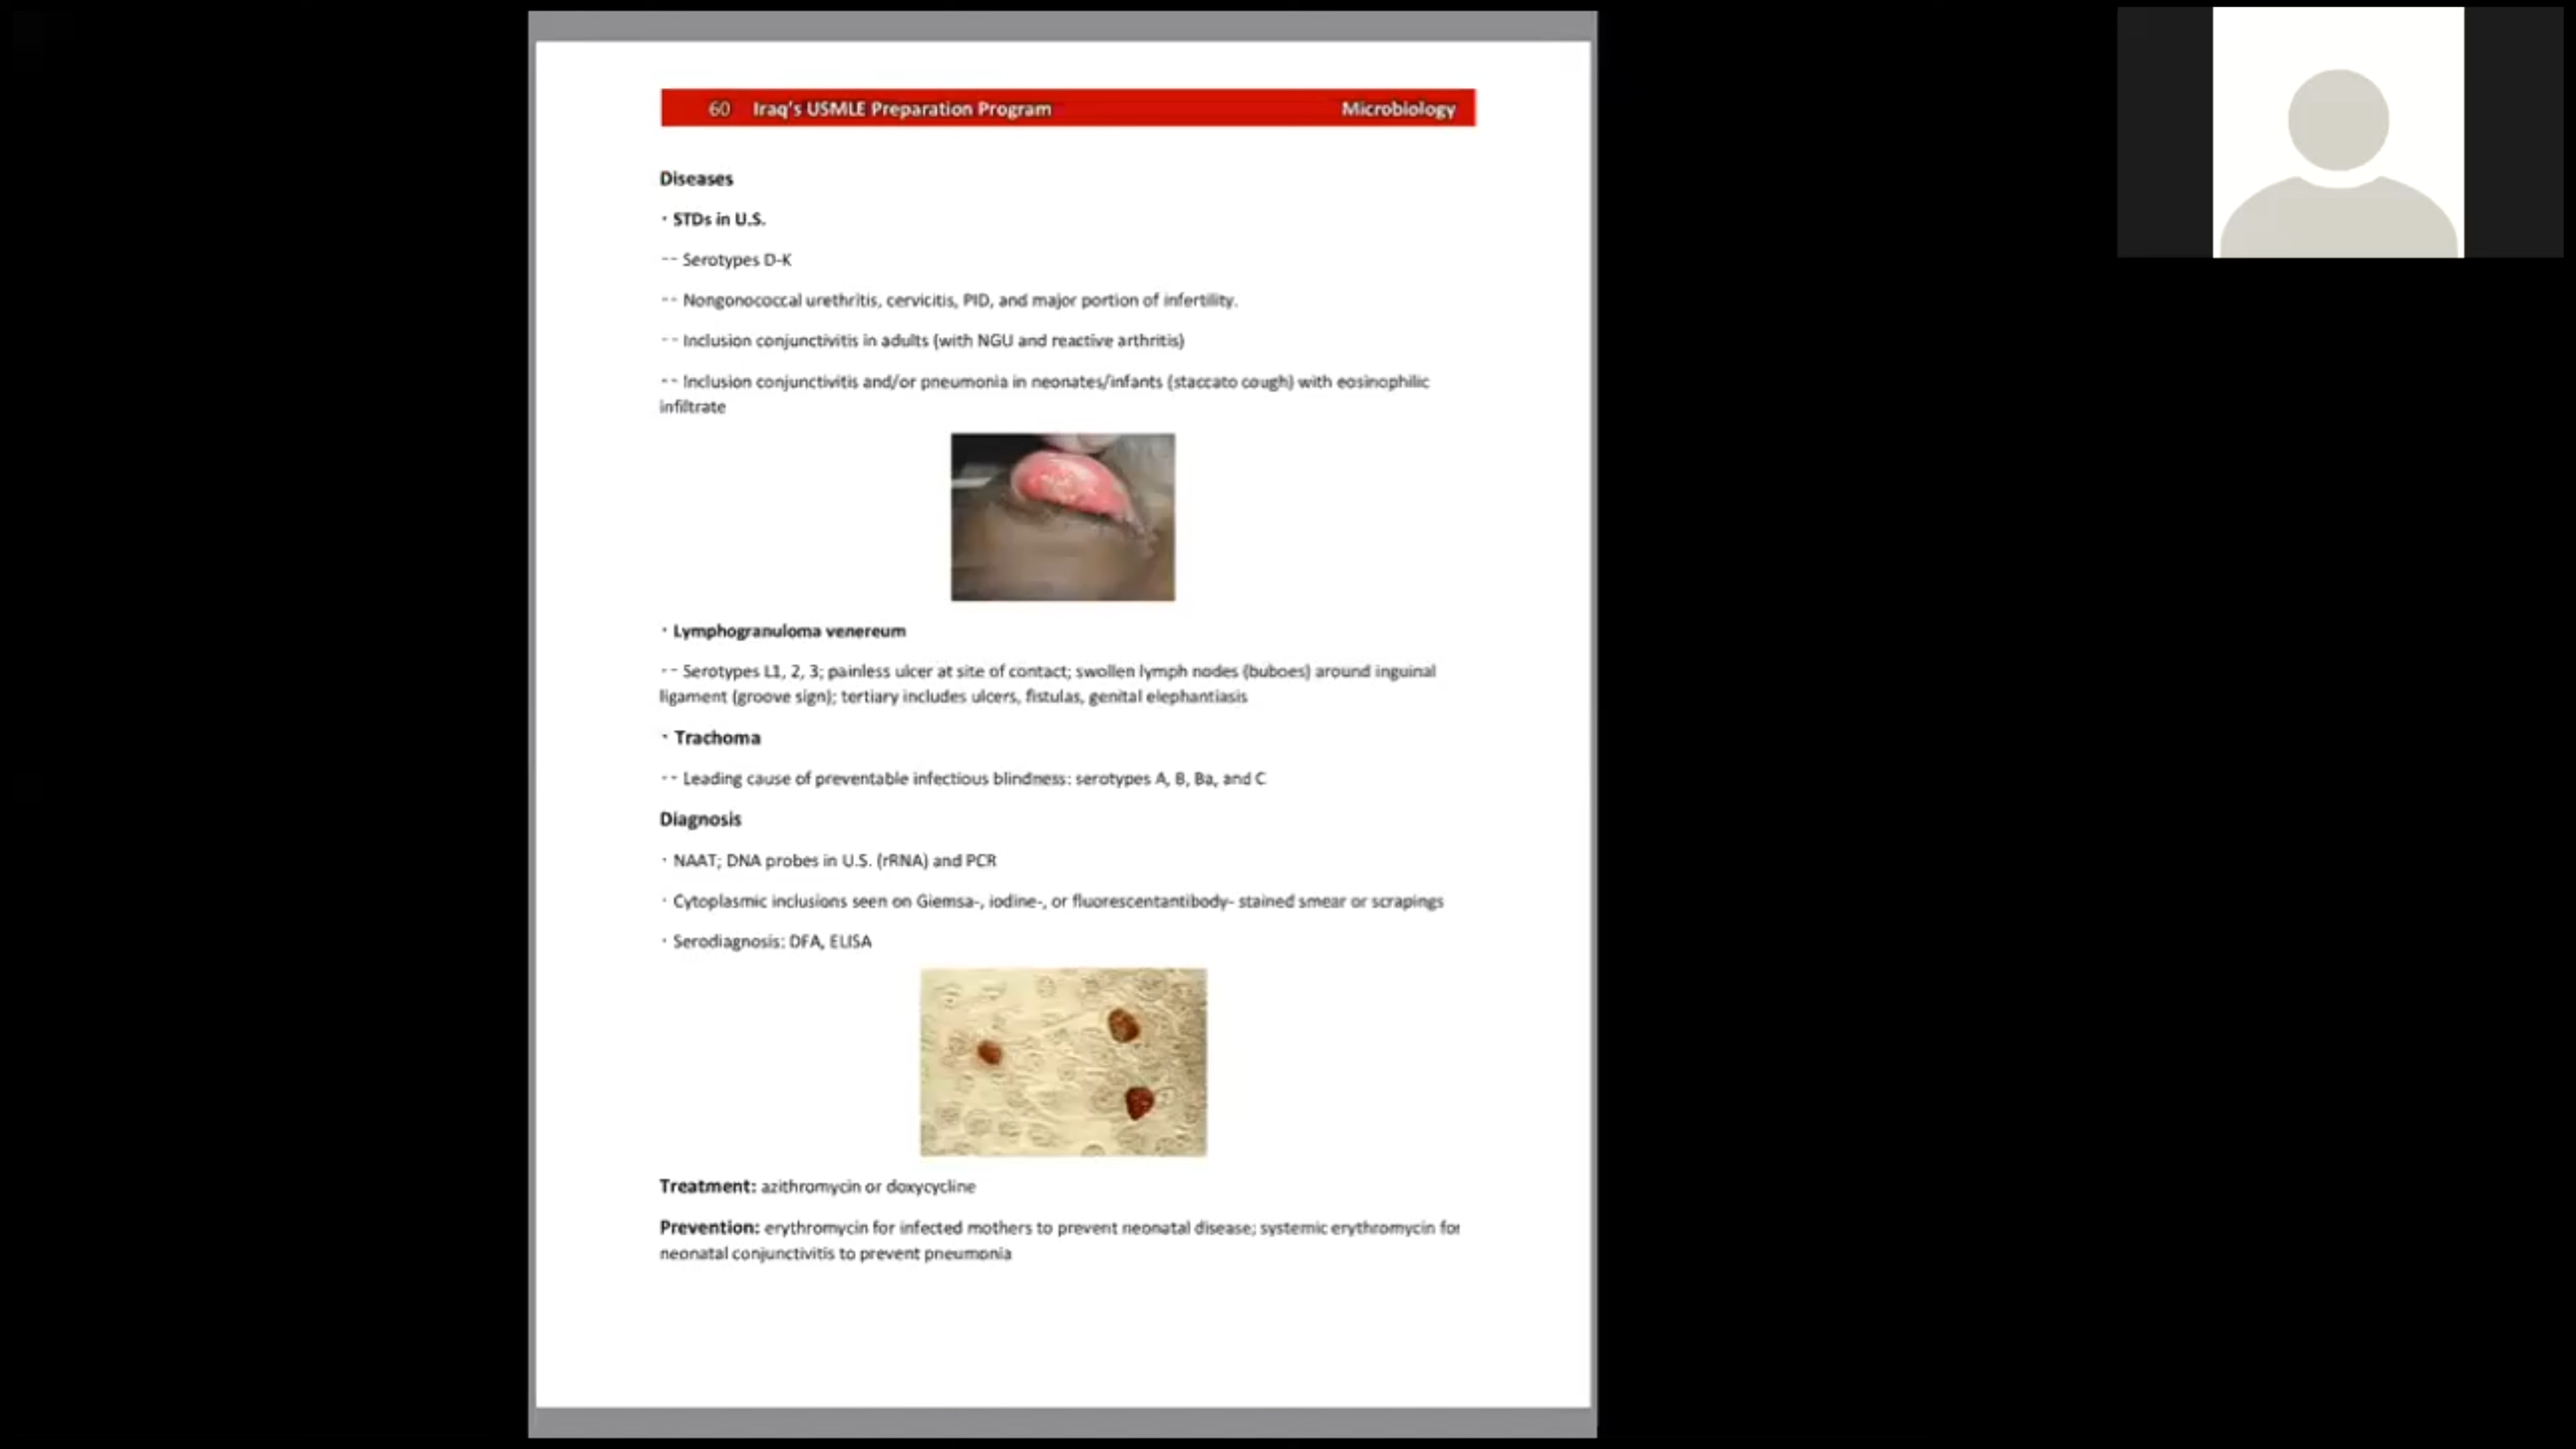 60 Iraq's USMLE Preparation Program Microbiology
Diseases
· STDs in U.S.
-- Serotypes D-K
-- Nongonococcal urethritis, cervicitis, PID, and major portion of infertility.
-- Inclusion conjunctivitis in adults (with NGU and reactive arthritis)
-- Inclusion conjunctivitis and/or pneumonia in neonates/infants (staccato cough) with eosinophilic
infiltrate
· Lymphogranuloma venereum
-- Serotypes L1, 2, 3; painless ulcer at site of contact; swollen lymph nodes (buboes) around inguinal
ligament (groove sign); tertiary includes ulcers, fistulas, genital elephantiasis
· Trachoma
-- Leading cause of preventable infectious blindness: serotypes A, B, Ba, and C
Diagnosis
· NAAT; DNA probes in U.S. (rRNA) and PCR
· Cytoplasmic inclusions seen on Giemsa-, iodine-, or fluorescentantibody- stained smear or scrapings
· Serodiagnosis: DFA, ELISA
Treatment: azithromycin or doxycycline
Prevention: erythromycin for infected mothers to prevent neonatal disease; systemic erythromycin for
neonatal conjunctivitis to prevent pneumonia